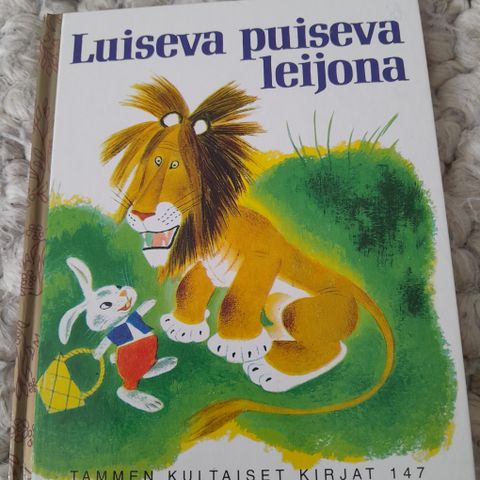 Luiseva puiseva
leijona
TAMMEN KULTAISET KIRJAT 147